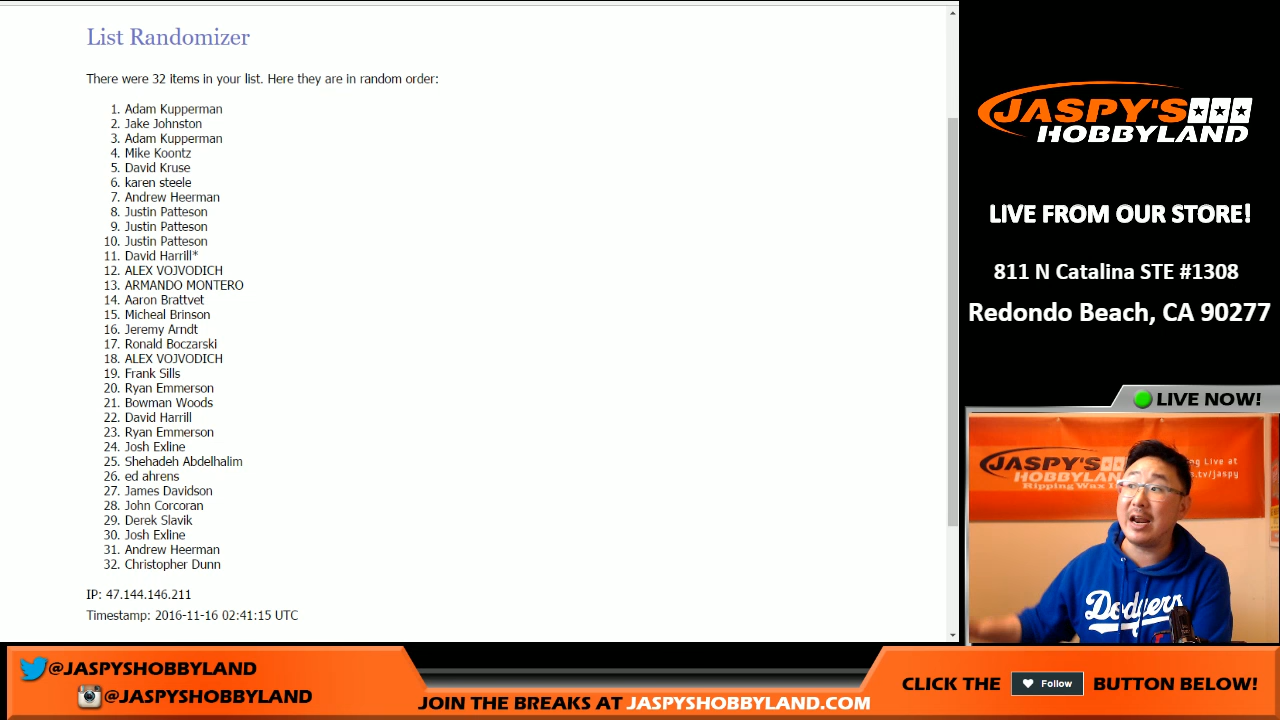 List Randomizer
There were 32 items in your list. Here they are in random order:
1. Adam Kupperman
2. Jake Johnston
3. Adam Kupperman
4. Mike Koontz
5. David Kruse
6. karen steele
7. Andrew Heerman
8. Justin Patteson
9. Justin Patteson
10. Justin Patteson
11. David Harrill*
12. ALEX VOJVODICH
13. ARMANDO MONTERO
14. Aaron Brattvet
15. Micheal Brinson
16. Jeremy Arndt
17. Ronald Boczarski
18. ALEX VOJVODICH
19. Frank Sills
20. Ryan Emmerson
21. Bowman Woods
22. David Harrill
23. Ryan Emmerson
24. Josh Exline
25. Shehadeh Abdelhalim
26. ed ahrens
27. James Davidson
28. John Corcoran
29. Derek Slavik
30. Josh Exline
31. Andrew Heerman
32. Christopher Dunn
IP: 47.144.146.211
Timestamp: 2016-11-16 02:41:15 UTC
JASPY'S
HOBBYLAND
LIVE FROM OUR STORE!
811 N Catalina STE #1308
Redondo Beach, CA 90277
LIVE NOW!
JASPY'S
HOBBYLAND
Ripping Wax
ng Live at
.tv/jaspy
Dodgers
@JASPYSHOBBYLAND
@JASPYSHOBBYLAND
JOIN THE BREAKS AT JASPYSHOBBYLAND.COM
CLICK THE Follow BUTTON BELOW!